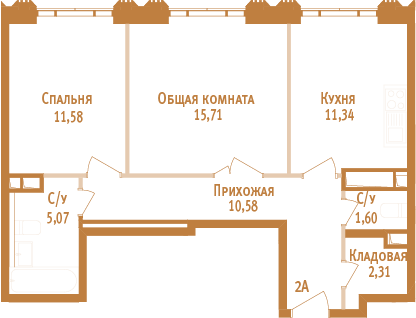 Спальня
11,58
Общая комната
15,71
Кухня
11,34
С/у
5,07
Прихожая
10,58
С/у
1,60
Кладовая
2,31
2А